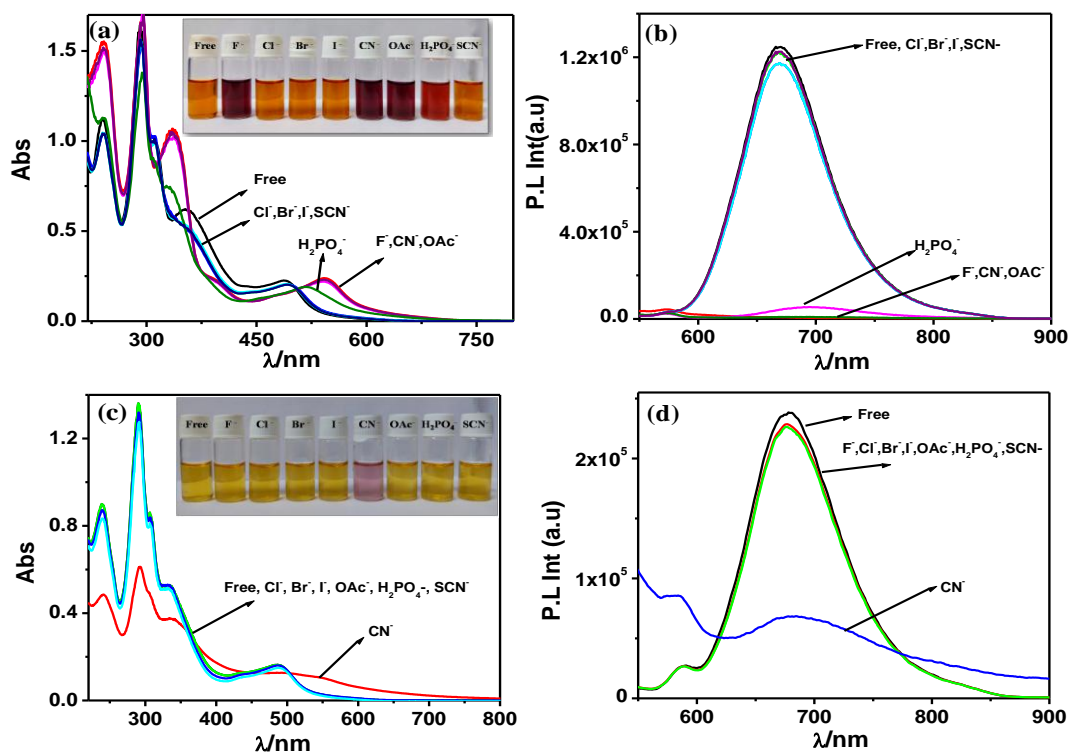 (a)
Free F⁻ Cl⁻ Br⁻ I⁻ CN⁻ OAc⁻ H₂PO₄⁻ SCN⁻
Abs
1.5
1.0
0.5
0.0
300 450 600 750
λ/nm
Free
Cl⁻,Br⁻,I⁻,SCN⁻
H₂PO₄⁻
F⁻,CN⁻,OAc⁻
(b)
P.L Int(a.u)
1.2x10⁶
8.0x10⁵
4.0x10⁵
0.0
600 700 800 900
λ/nm
Free, Cl⁻,Br⁻,I⁻,SCN-
H₂PO₄⁻
F⁻,CN⁻,OAC⁻
(c)
Free F⁻ Cl⁻ Br⁻ I⁻ CN⁻ OAc⁻ H₂PO₄⁻ SCN⁻
Abs
1.2
0.8
0.4
0.0
300 400 500 600 700 800
λ/nm
Free, Cl⁻, Br⁻, I⁻, OAc⁻, H₂PO₄-, SCN⁻
CN⁻
(d)
P.L Int (a.u)
2x10⁵
1x10⁵
0
600 700 800 900
λ/nm
Free
F⁻,Cl⁻,Br⁻,I⁻,OAc⁻,H₂PO₄⁻,SCN-
CN⁻